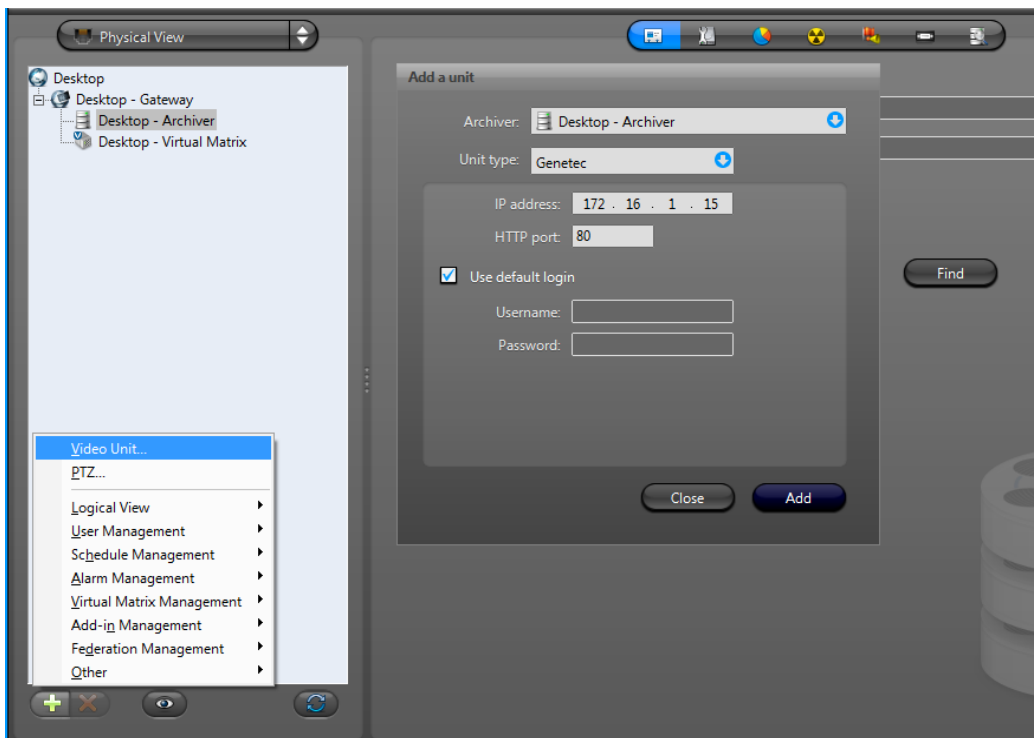 Physical View
Desktop
Desktop - Gateway
Desktop - Archiver
Desktop - Virtual Matrix
Video Unit...
PTZ...
Logical View
User Management
Schedule Management
Alarm Management
Virtual Matrix Management
Add-in Management
Federation Management
Other
Add a unit
Archiver: Desktop - Archiver
Unit type: Genetec
IP address: 172 . 16 . 1 . 15
HTTP port: 80
Use default login
Username:
Password:
Close Add
Find